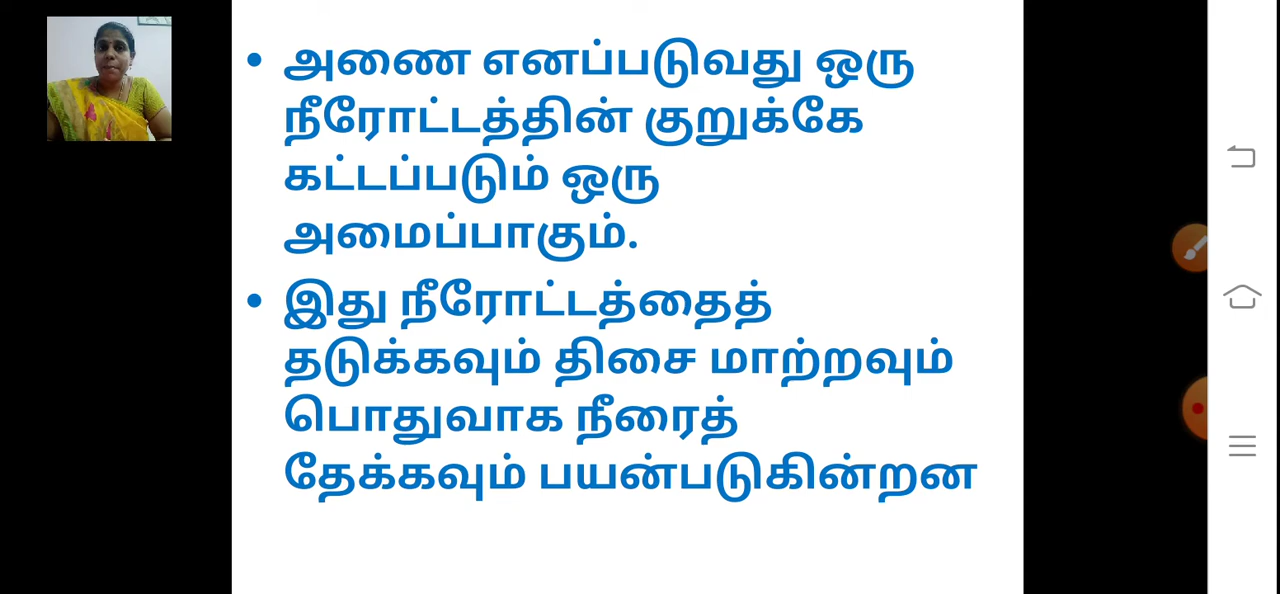 • அணை எனப்படுவது ஒரு
நீரோட்டத்தின் குறுக்கே
கட்டப்படும் ஒரு
அமைப்பாகும்.
• இது நீரோட்டத்தைத்
தடுக்கவும் திசை மாற்றவும்
பொதுவாக நீரைத்
தேக்கவும் பயன்படுகின்றன